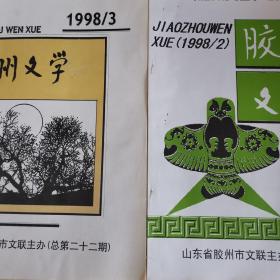 1998/3
U WEN XUE
州文学
市文联主办(总第二十二期)
JIAOZHOUWEN
XUE(1998/2)
胶
文
山东省胶州市文联主